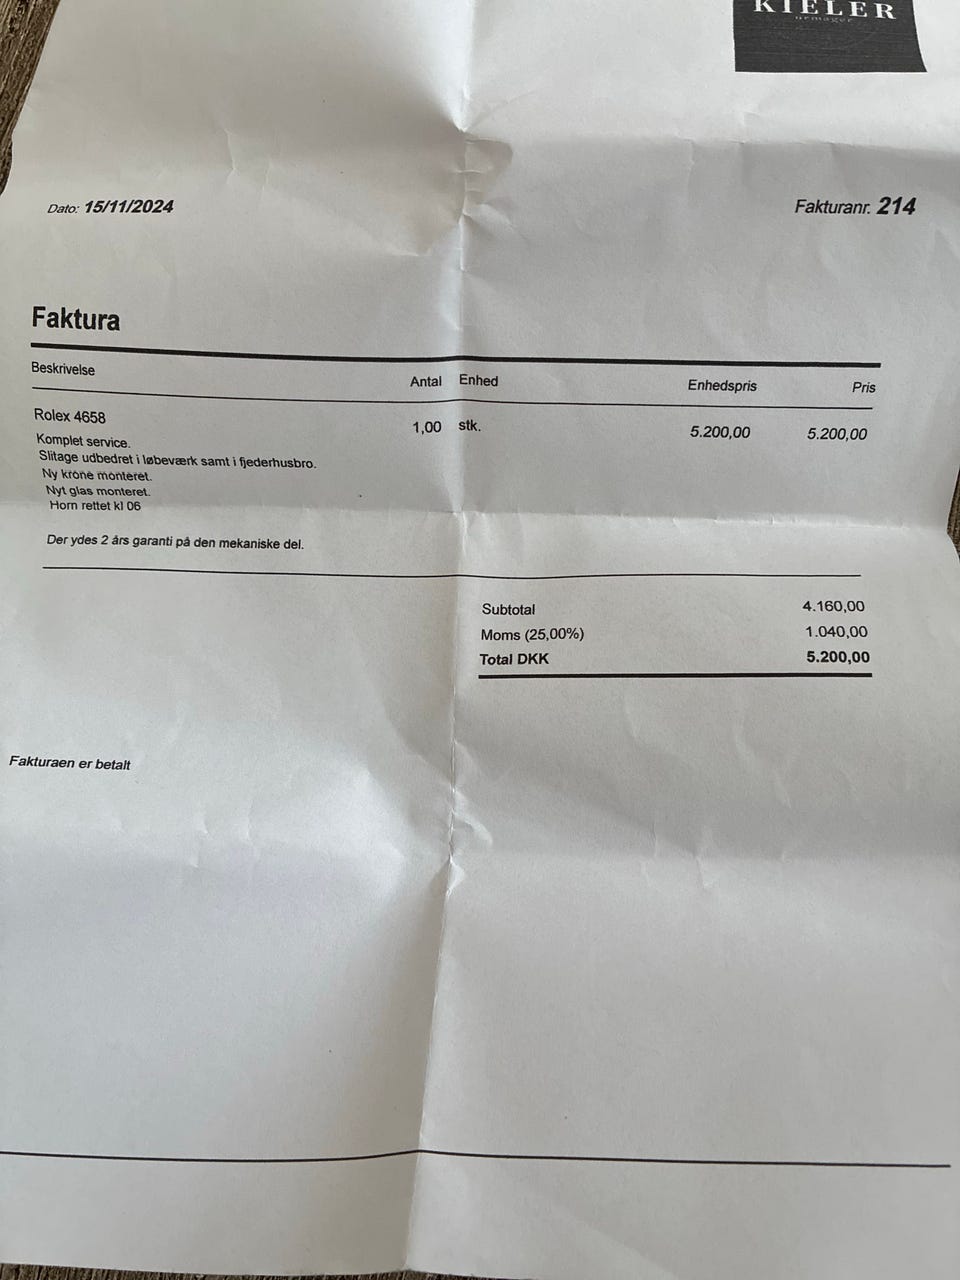 KIELER
urmager
Dato: 15/11/2024
Fakturanr. 214
Faktura
Beskrivelse Antal Enhed Enhedspris Pris
Rolex 4658 1,00 stk. 5.200,00 5.200,00
Komplet service.
Slitage udbedret i løbeværk samt i fjederhusbro.
Ny krone monteret.
Nyt glas monteret.
Horn rettet kl 06
Der ydes 2 års garanti på den mekaniske del.
Subtotal 4.160,00
Moms (25,00%) 1.040,00
Total DKK 5.200,00
Fakturaen er betalt